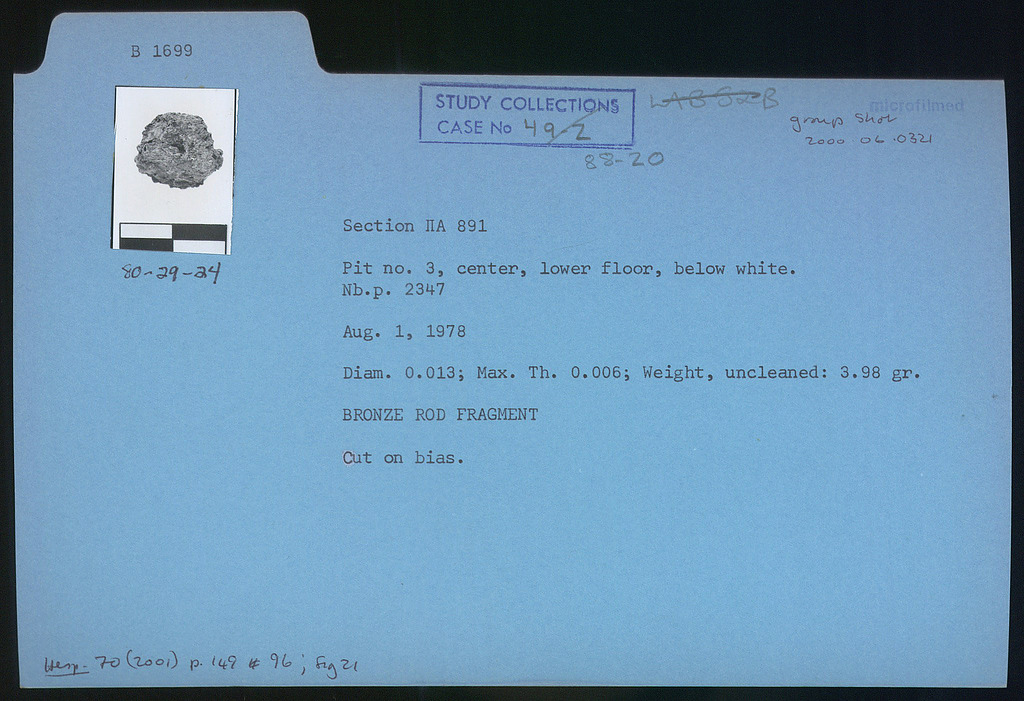 B 1699
STUDY COLLECTIONS
CASE No 49-2
88-20
LAB S2B
microfilmed
group shot
2000.06.0321
80-29-24
Section ΠA 891
Pit no. 3, center, lower floor, below white.
Nb.p. 2347
Aug. 1, 1978
Diam. 0.013; Max. Th. 0.006; Weight, uncleaned: 3.98 gr.
BRONZE ROD FRAGMENT
Cut on bias.
Hesp. 70 (2001) p. 149 # 96; fig 21